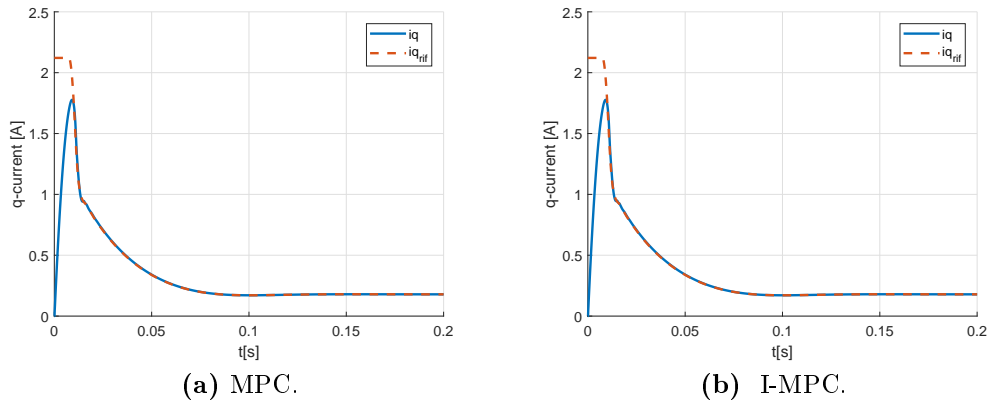 2.5
2
1.5
1
0.5
0
q-current [A]
iq
iq_rif
0 0.05 0.1 0.15 0.2
t[s]
(a) MPC.
2.5
2
1.5
1
0.5
0
q-current [A]
iq
iq_rif
0 0.05 0.1 0.15 0.2
t[s]
(b) I-MPC.